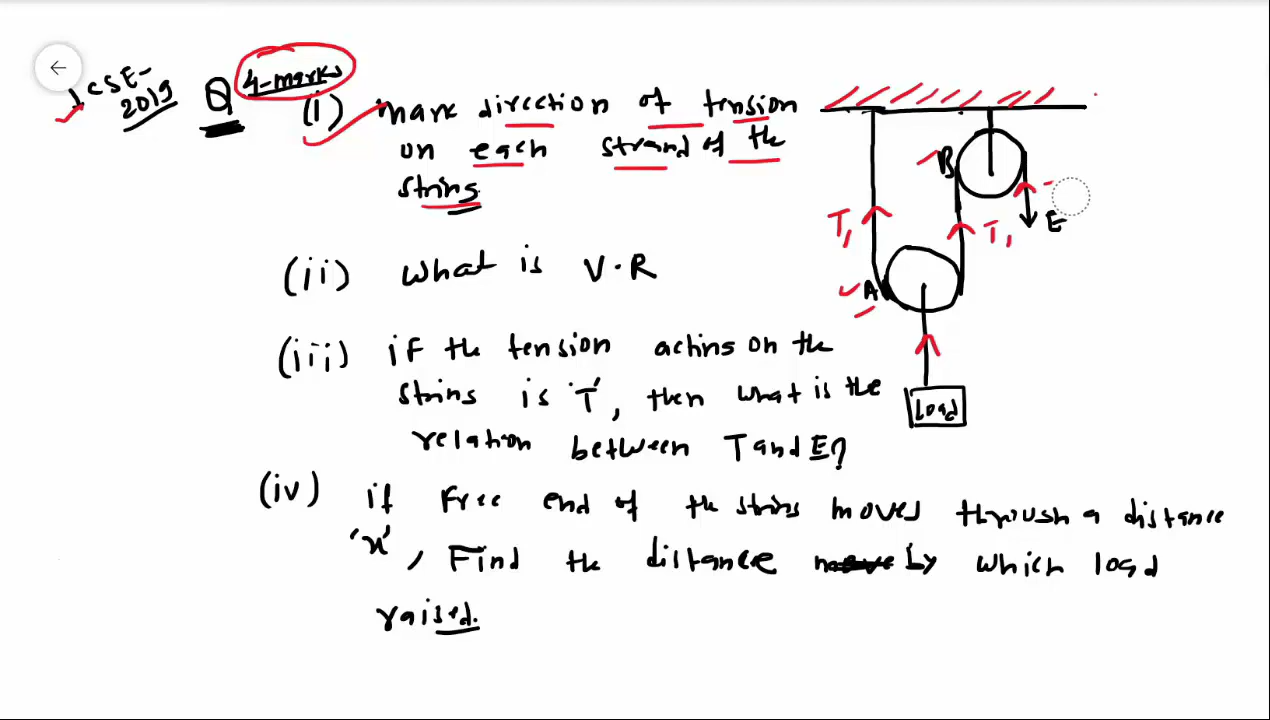 ICSE-
2019
Q
4-marks
(i) mark direction of tension
on each strand of the
string
(ii) What is V.R
(iii) if the tension acting on the
string is 'T', then what is the
relation between T and E?
(iv) if Free end of the string moves through a distance
'x', Find the distance by which load
raised.
B
T1
T1
E
A
Load